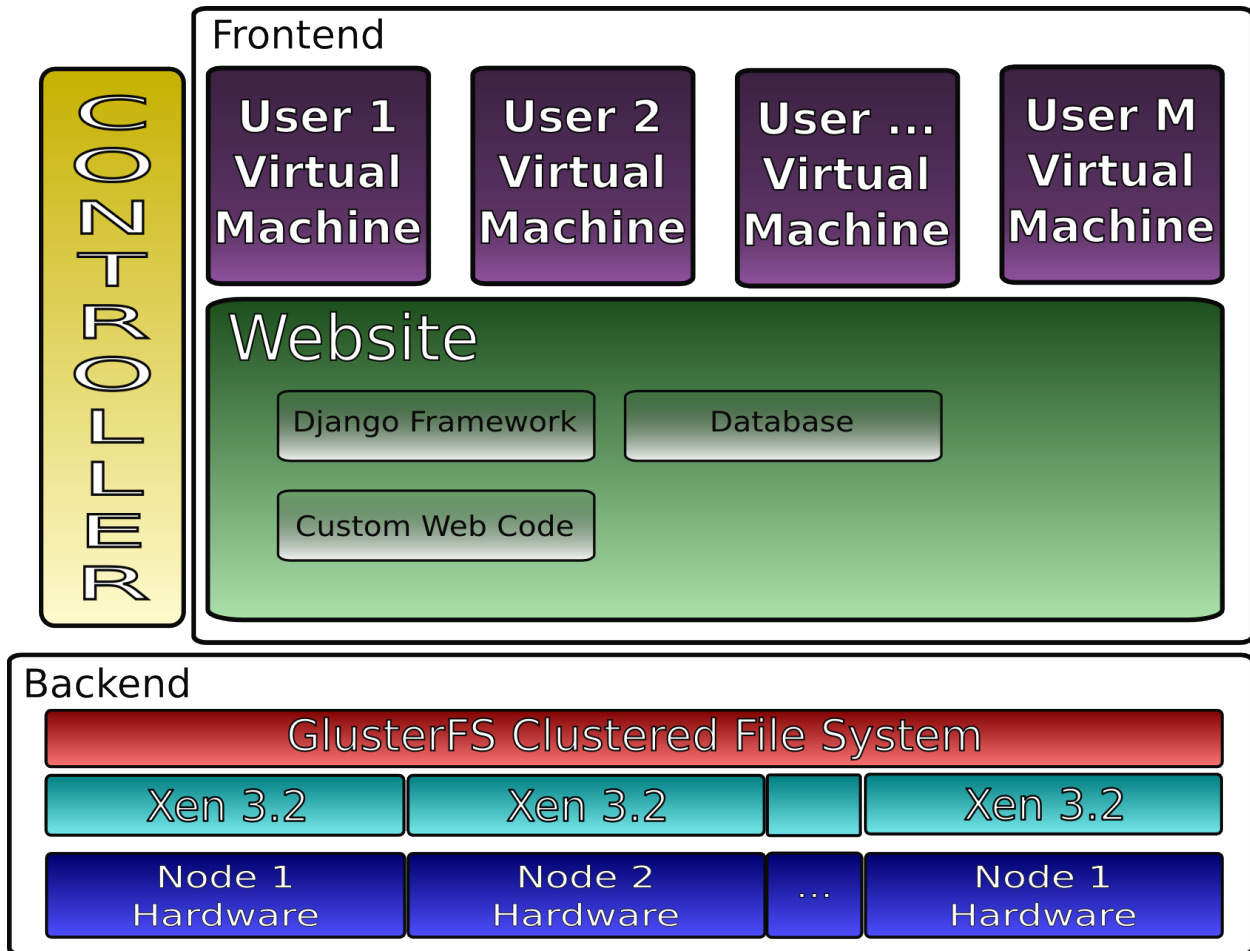 Frontend
CONTROLLER
User 1
Virtual
Machine
User 2
Virtual
Machine
User ...
Virtual
Machine
User M
Virtual
Machine
Website
Django Framework
Database
Custom Web Code
Backend
GlusterFS Clustered File System
Xen 3.2
Xen 3.2
Xen 3.2
Node 1
Hardware
Node 2
Hardware
...
Node 1
Hardware